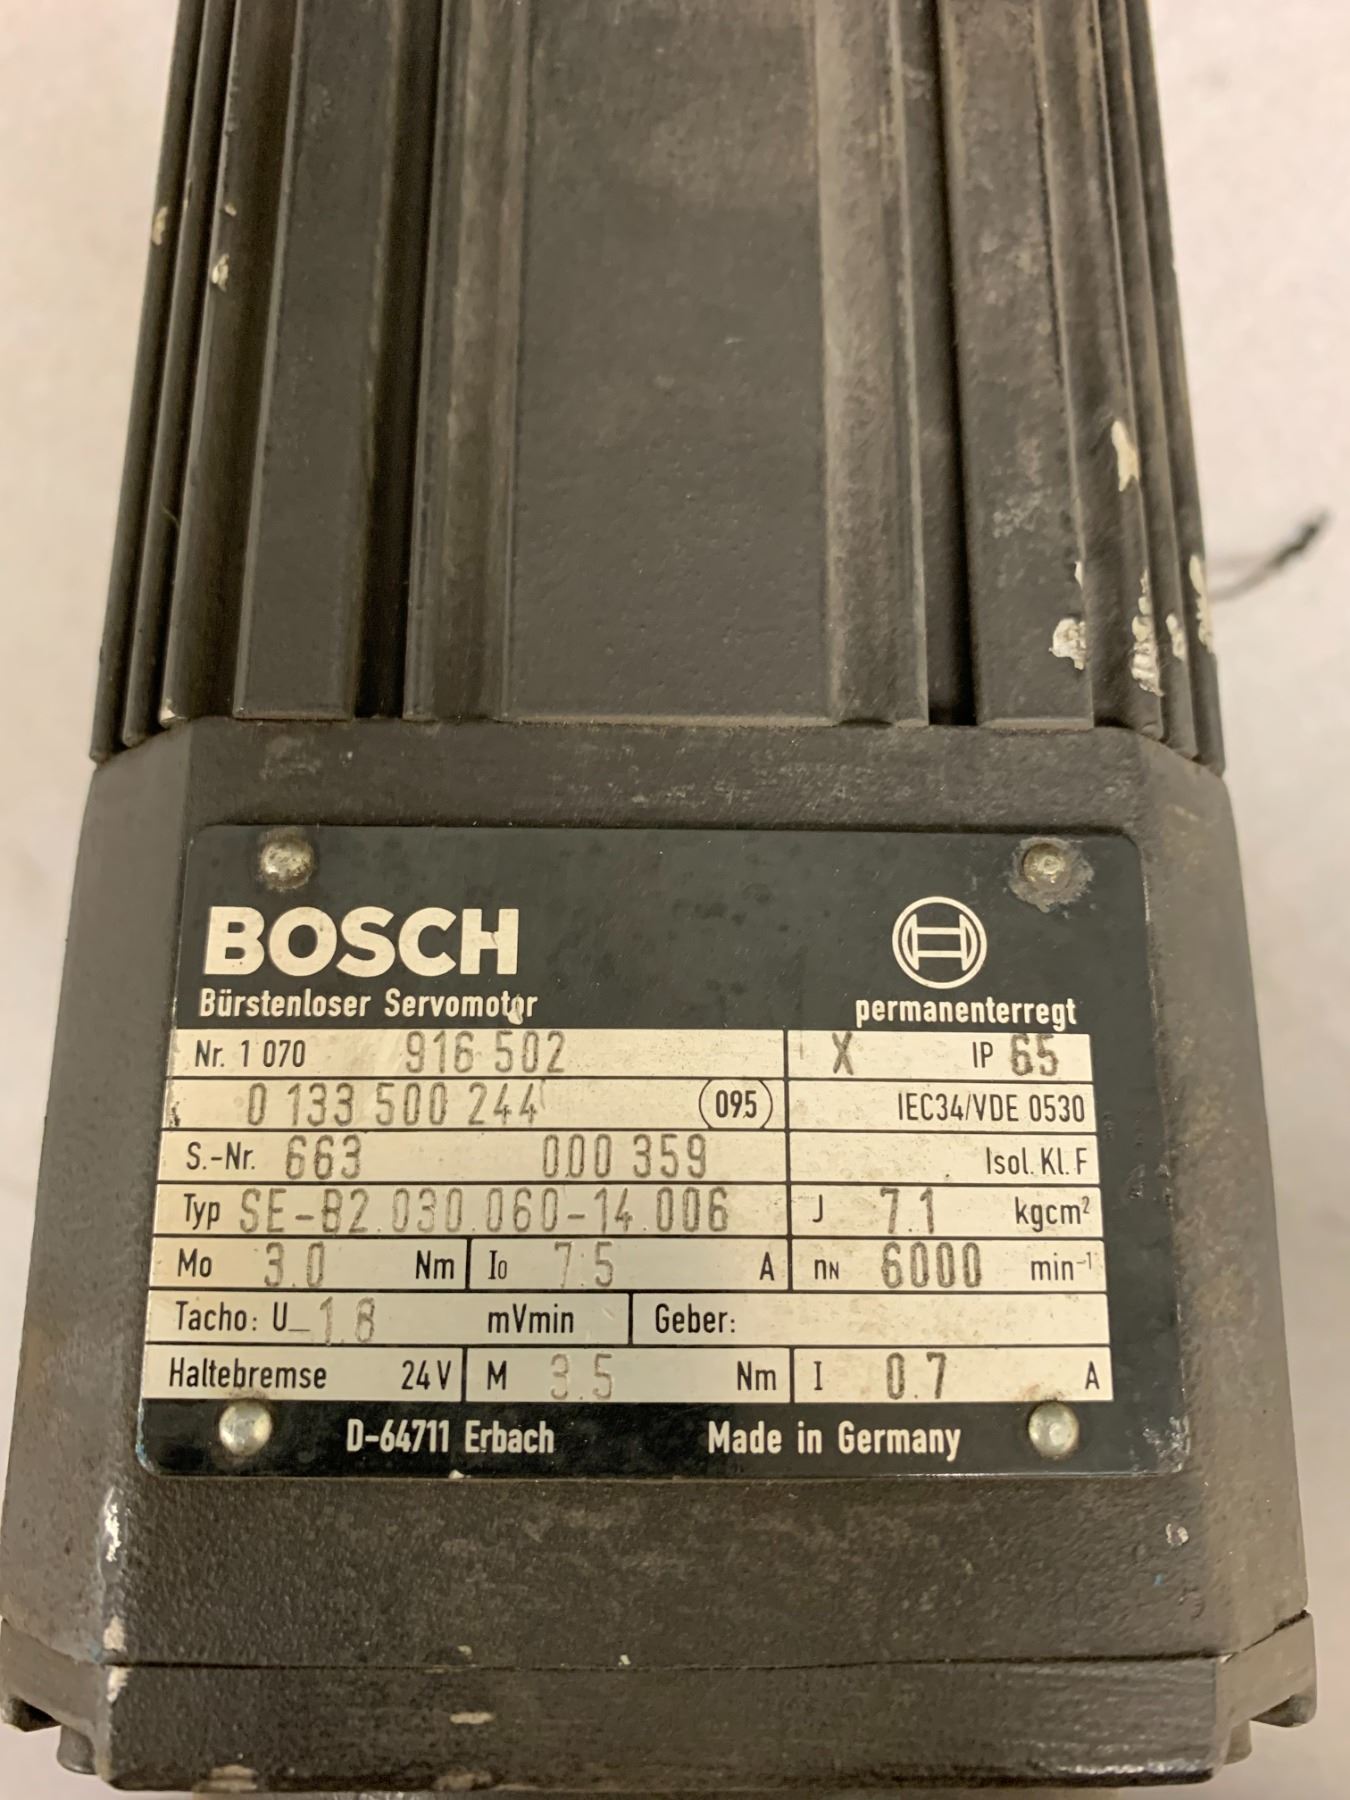 BOSCH
Bürstenloser Servomotor permanenterregt
Nr. 1 070 916 502 X IP 65
0 133 500 244 095 IEC34/VDE 0530
S.-Nr. 663 000 359 Isol. Kl. F
Typ SE-B2.030.060-14.006 J 7.1 kgcm²
Mo 3.0 Nm I₀ 7.5 A nN 6000 min⁻¹
Tacho: U_ 1.8 mVmin Geber:
Haltebremse 24V M 3.5 Nm I 0.7 A
D-64711 Erbach Made in Germany